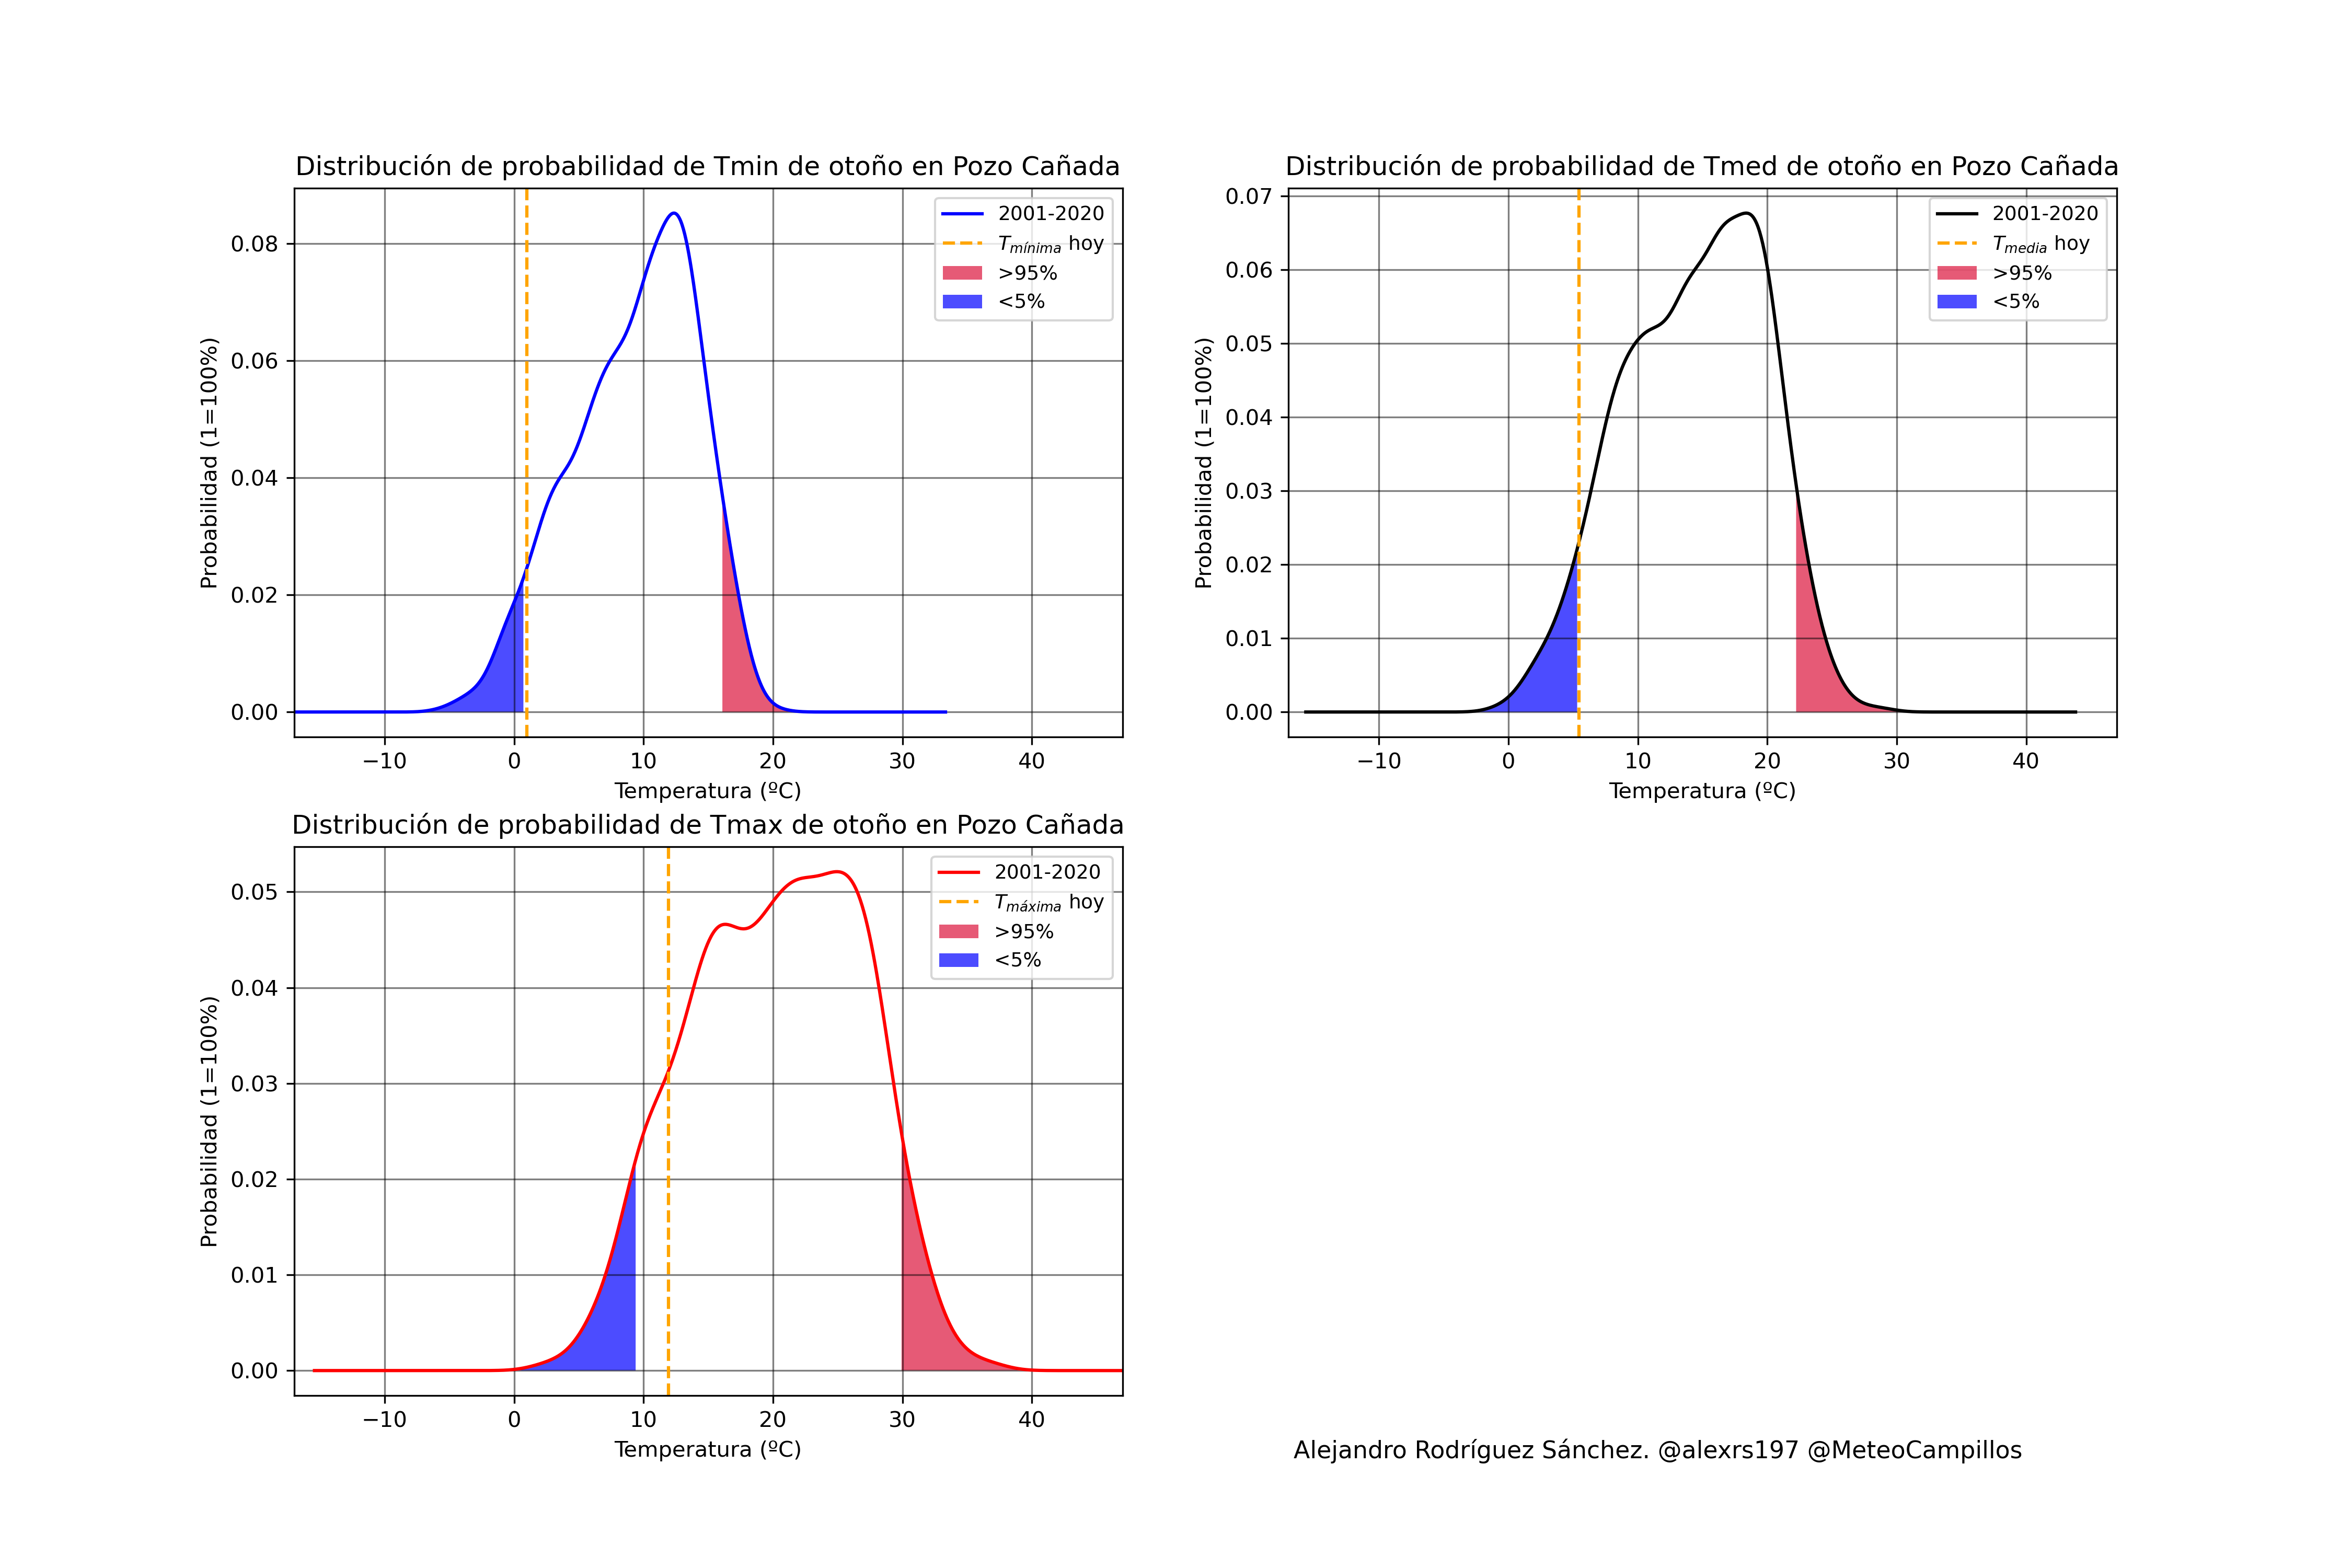 Distribución de probabilidad de Tmin de otoño en Pozo Cañada
Probabilidad (1=100%)
0.08
0.06
0.04
0.02
0.00
−10 0 10 20 30 40
Temperatura (ºC)
2001-2020
Tmínima hoy
>95%
<5%
Distribución de probabilidad de Tmed de otoño en Pozo Cañada
Probabilidad (1=100%)
0.07
0.06
0.05
0.04
0.03
0.02
0.01
0.00
−10 0 10 20 30 40
Temperatura (ºC)
2001-2020
Tmedia hoy
>95%
<5%
Distribución de probabilidad de Tmax de otoño en Pozo Cañada
Probabilidad (1=100%)
0.05
0.04
0.03
0.02
0.01
0.00
−10 0 10 20 30 40
Temperatura (ºC)
2001-2020
Tmáxima hoy
>95%
<5%
Alejandro Rodríguez Sánchez. @alexrs197 @MeteoCampillos